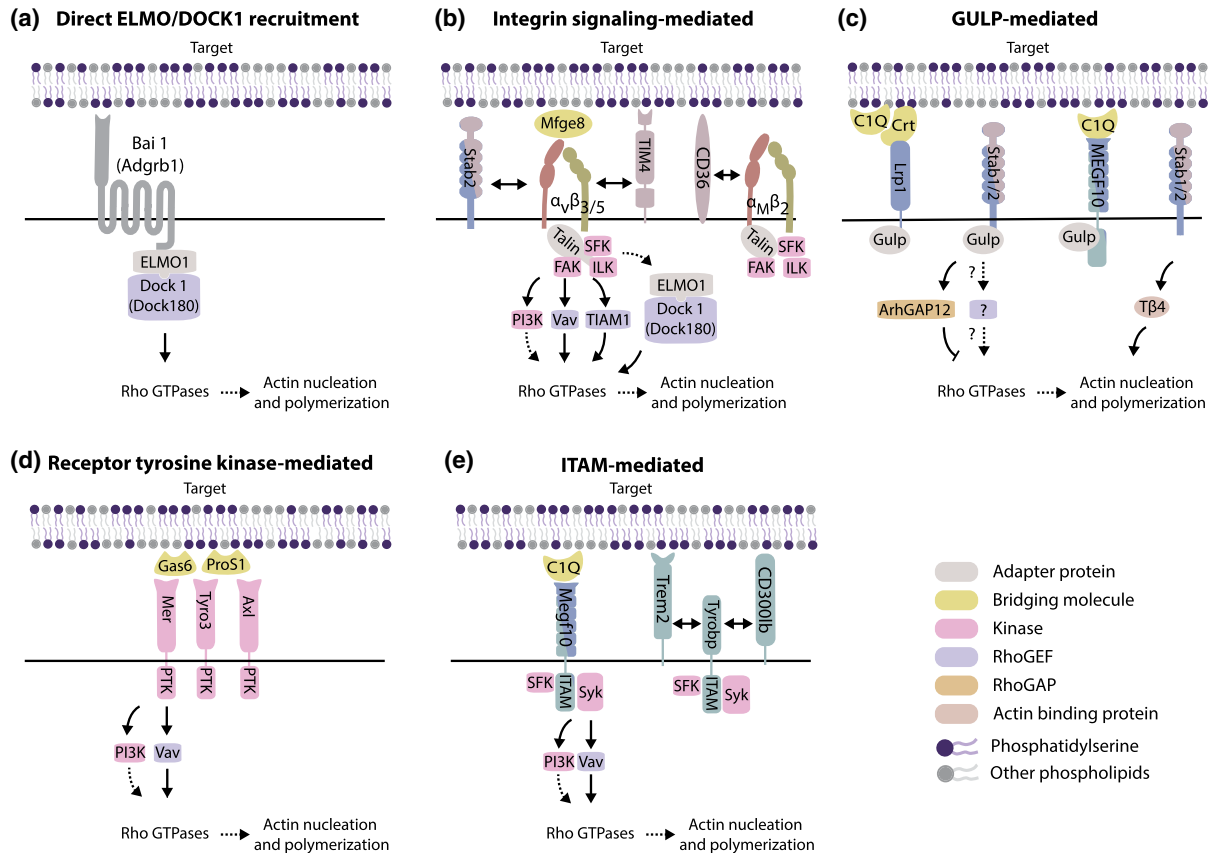 (a) Direct ELMO/DOCK1 recruitment
Target
Bai 1
(Adgrb1)
ELMO1
Dock 1
(Dock180)
Rho GTPases
Actin nucleation
and polymerization
(b) Integrin signaling-mediated
Target
Stab2
Mfge8
TIM4
CD36
αVβ3/5
αMβ2
Talin
SFK
FAK
ILK
Talin
SFK
FAK
ILK
ELMO1
Dock 1
(Dock180)
PI3K
Vav
TIAM1
Rho GTPases
Actin nucleation
and polymerization
(c) GULP-mediated
Target
C1Q
Crt
Lrp1
Stab1/2
C1Q
MEGF10
Stab1/2
Gulp
Gulp
Gulp
?
ArhGAP12
?
?
Tβ4
Rho GTPases
Actin nucleation
and polymerization
(d) Receptor tyrosine kinase-mediated
Target
Gas6
ProS1
Mer
Tyro3
Axl
PTK
PTK
PTK
PI3K
Vav
Rho GTPases
Actin nucleation
and polymerization
(e) ITAM-mediated
Target
C1Q
Megf10
Trem2
Tyrobp
CD300lb
SFK
ITAM
Syk
SFK
ITAM
Syk
PI3K
Vav
Rho GTPases
Actin nucleation
and polymerization
Adapter protein
Bridging molecule
Kinase
RhoGEF
RhoGAP
Actin binding protein
Phosphatidylserine
Other phospholipids